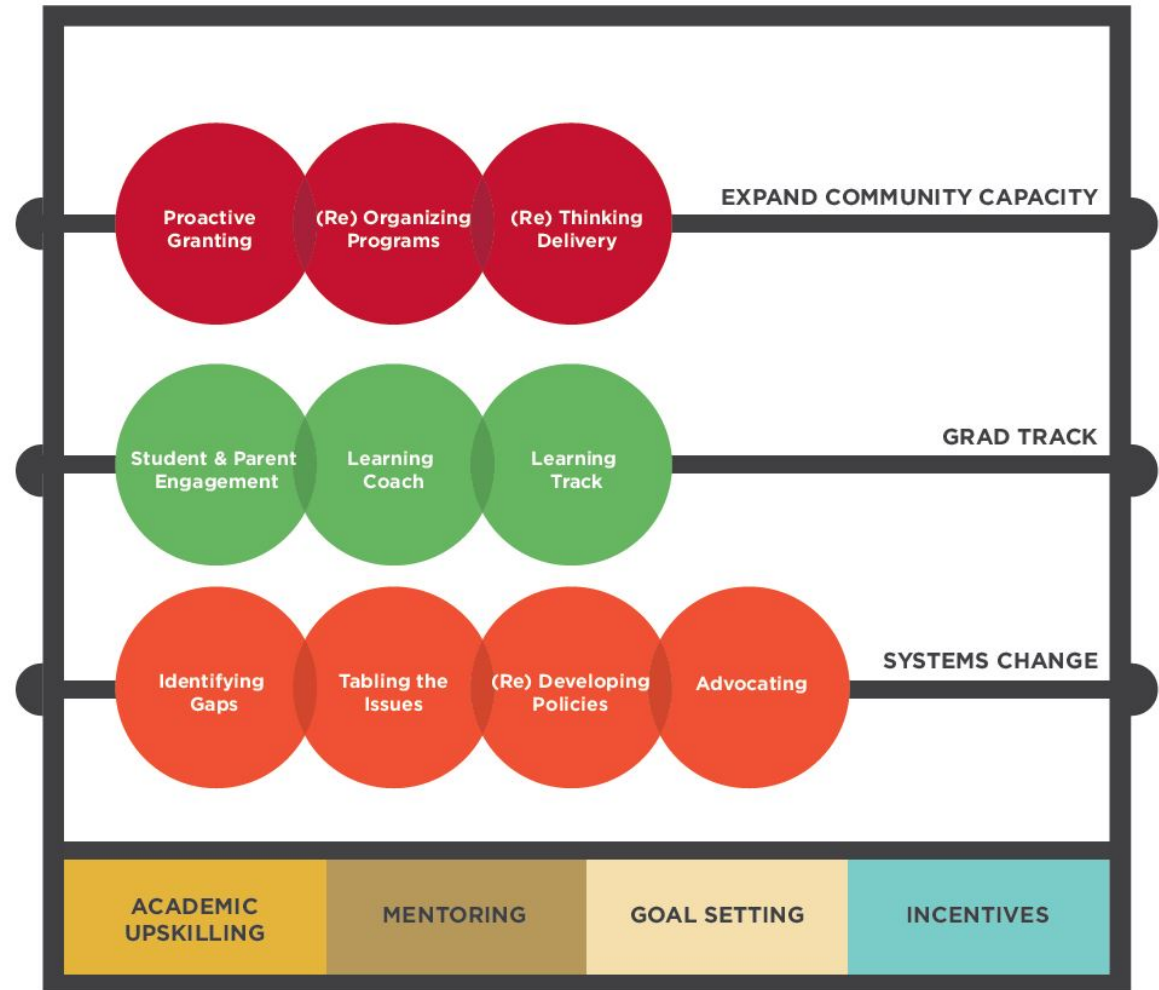 EXPAND COMMUNITY CAPACITY
Proactive
Granting
(Re) Organizing
Programs
(Re) Thinking
Delivery
GRAD TRACK
Student & Parent
Engagement
Learning
Coach
Learning
Track
SYSTEMS CHANGE
Identifying
Gaps
Tabling the
Issues
(Re) Developing
Policies
Advocating
ACADEMIC
UPSKILLING
MENTORING
GOAL SETTING
INCENTIVES